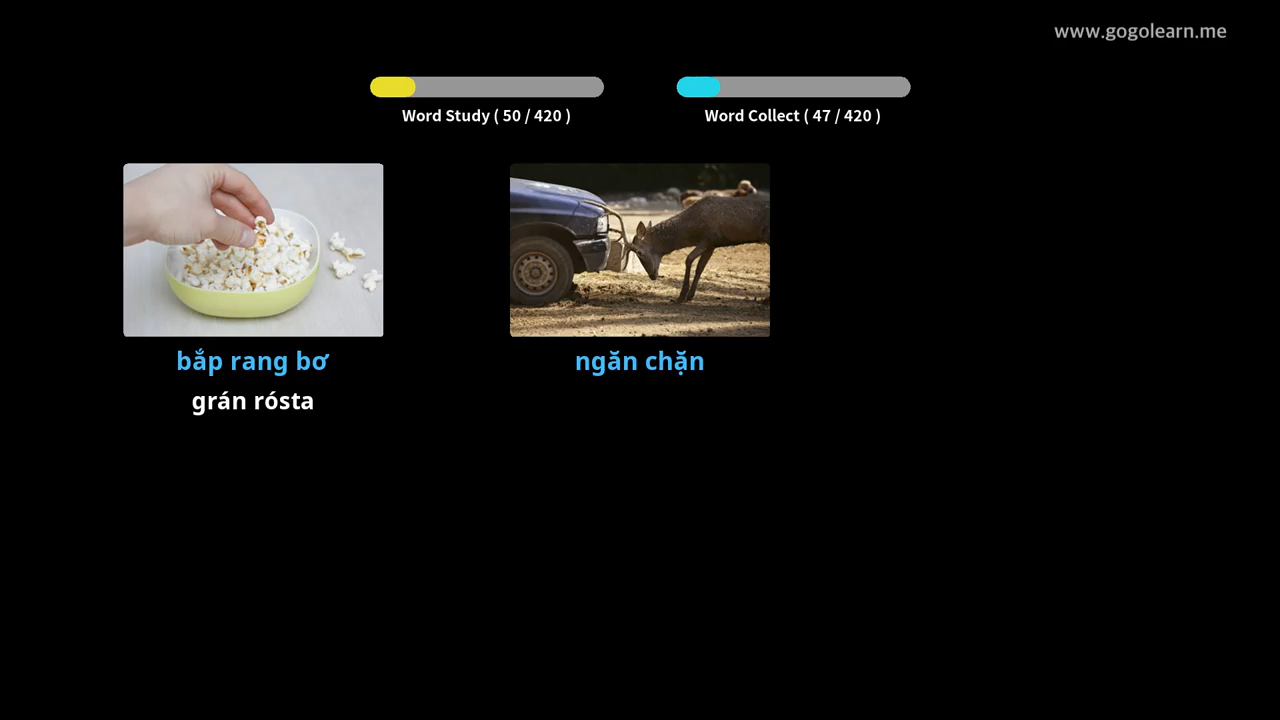 www.gogolearn.me
Word Study ( 50 / 420 )
Word Collect ( 47 / 420 )
bắp rang bơ
grán rósta
ngăn chặn